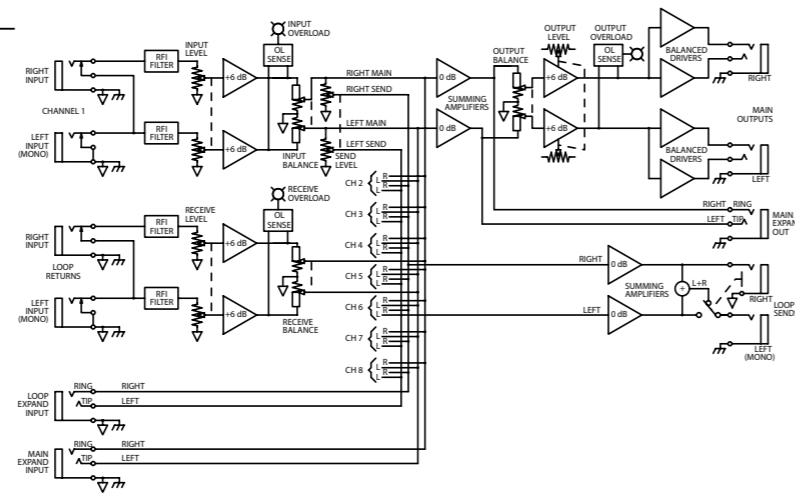 INPUT
OVERLOAD
OL
SENSE
INPUT
LEVEL
RFI
FILTER
RIGHT
INPUT
+6 dB
CHANNEL 1
LEFT
INPUT
(MONO)
RFI
FILTER
+6 dB
INPUT
BALANCE
RIGHT MAIN
RIGHT SEND
LEFT MAIN
LEFT SEND
SEND
LEVEL
0 dB
SUMMING
AMPLIFIERS
0 dB
OUTPUT
BALANCE
OUTPUT
LEVEL
+6 dB
+6 dB
OUTPUT
OVERLOAD
OL
SENSE
BALANCED
DRIVERS
RIGHT
MAIN
OUTPUTS
BALANCED
DRIVERS
LEFT
RIGHT RING
LEFT TIP
MAIN
EXPAND
OUT
CH 2 R L
CH 3 R L
CH 4 R L
CH 5 R L
CH 6 R L
CH 7 R L
CH 8 R L
RECEIVE
OVERLOAD
OL
SENSE
RECEIVE
LEVEL
RFI
FILTER
RIGHT
INPUT
+6 dB
LOOP
RETURNS
LEFT
INPUT
(MONO)
RFI
FILTER
+6 dB
RECEIVE
BALANCE
RIGHT
0 dB
SUMMING
AMPLIFIERS
LEFT
0 dB
+
L+R
RIGHT
LOOP
SENDS
LEFT
(MONO)
LOOP
EXPAND
INPUT
RING RIGHT
TIP LEFT
MAIN
EXPAND
INPUT
RING RIGHT
TIP LEFT